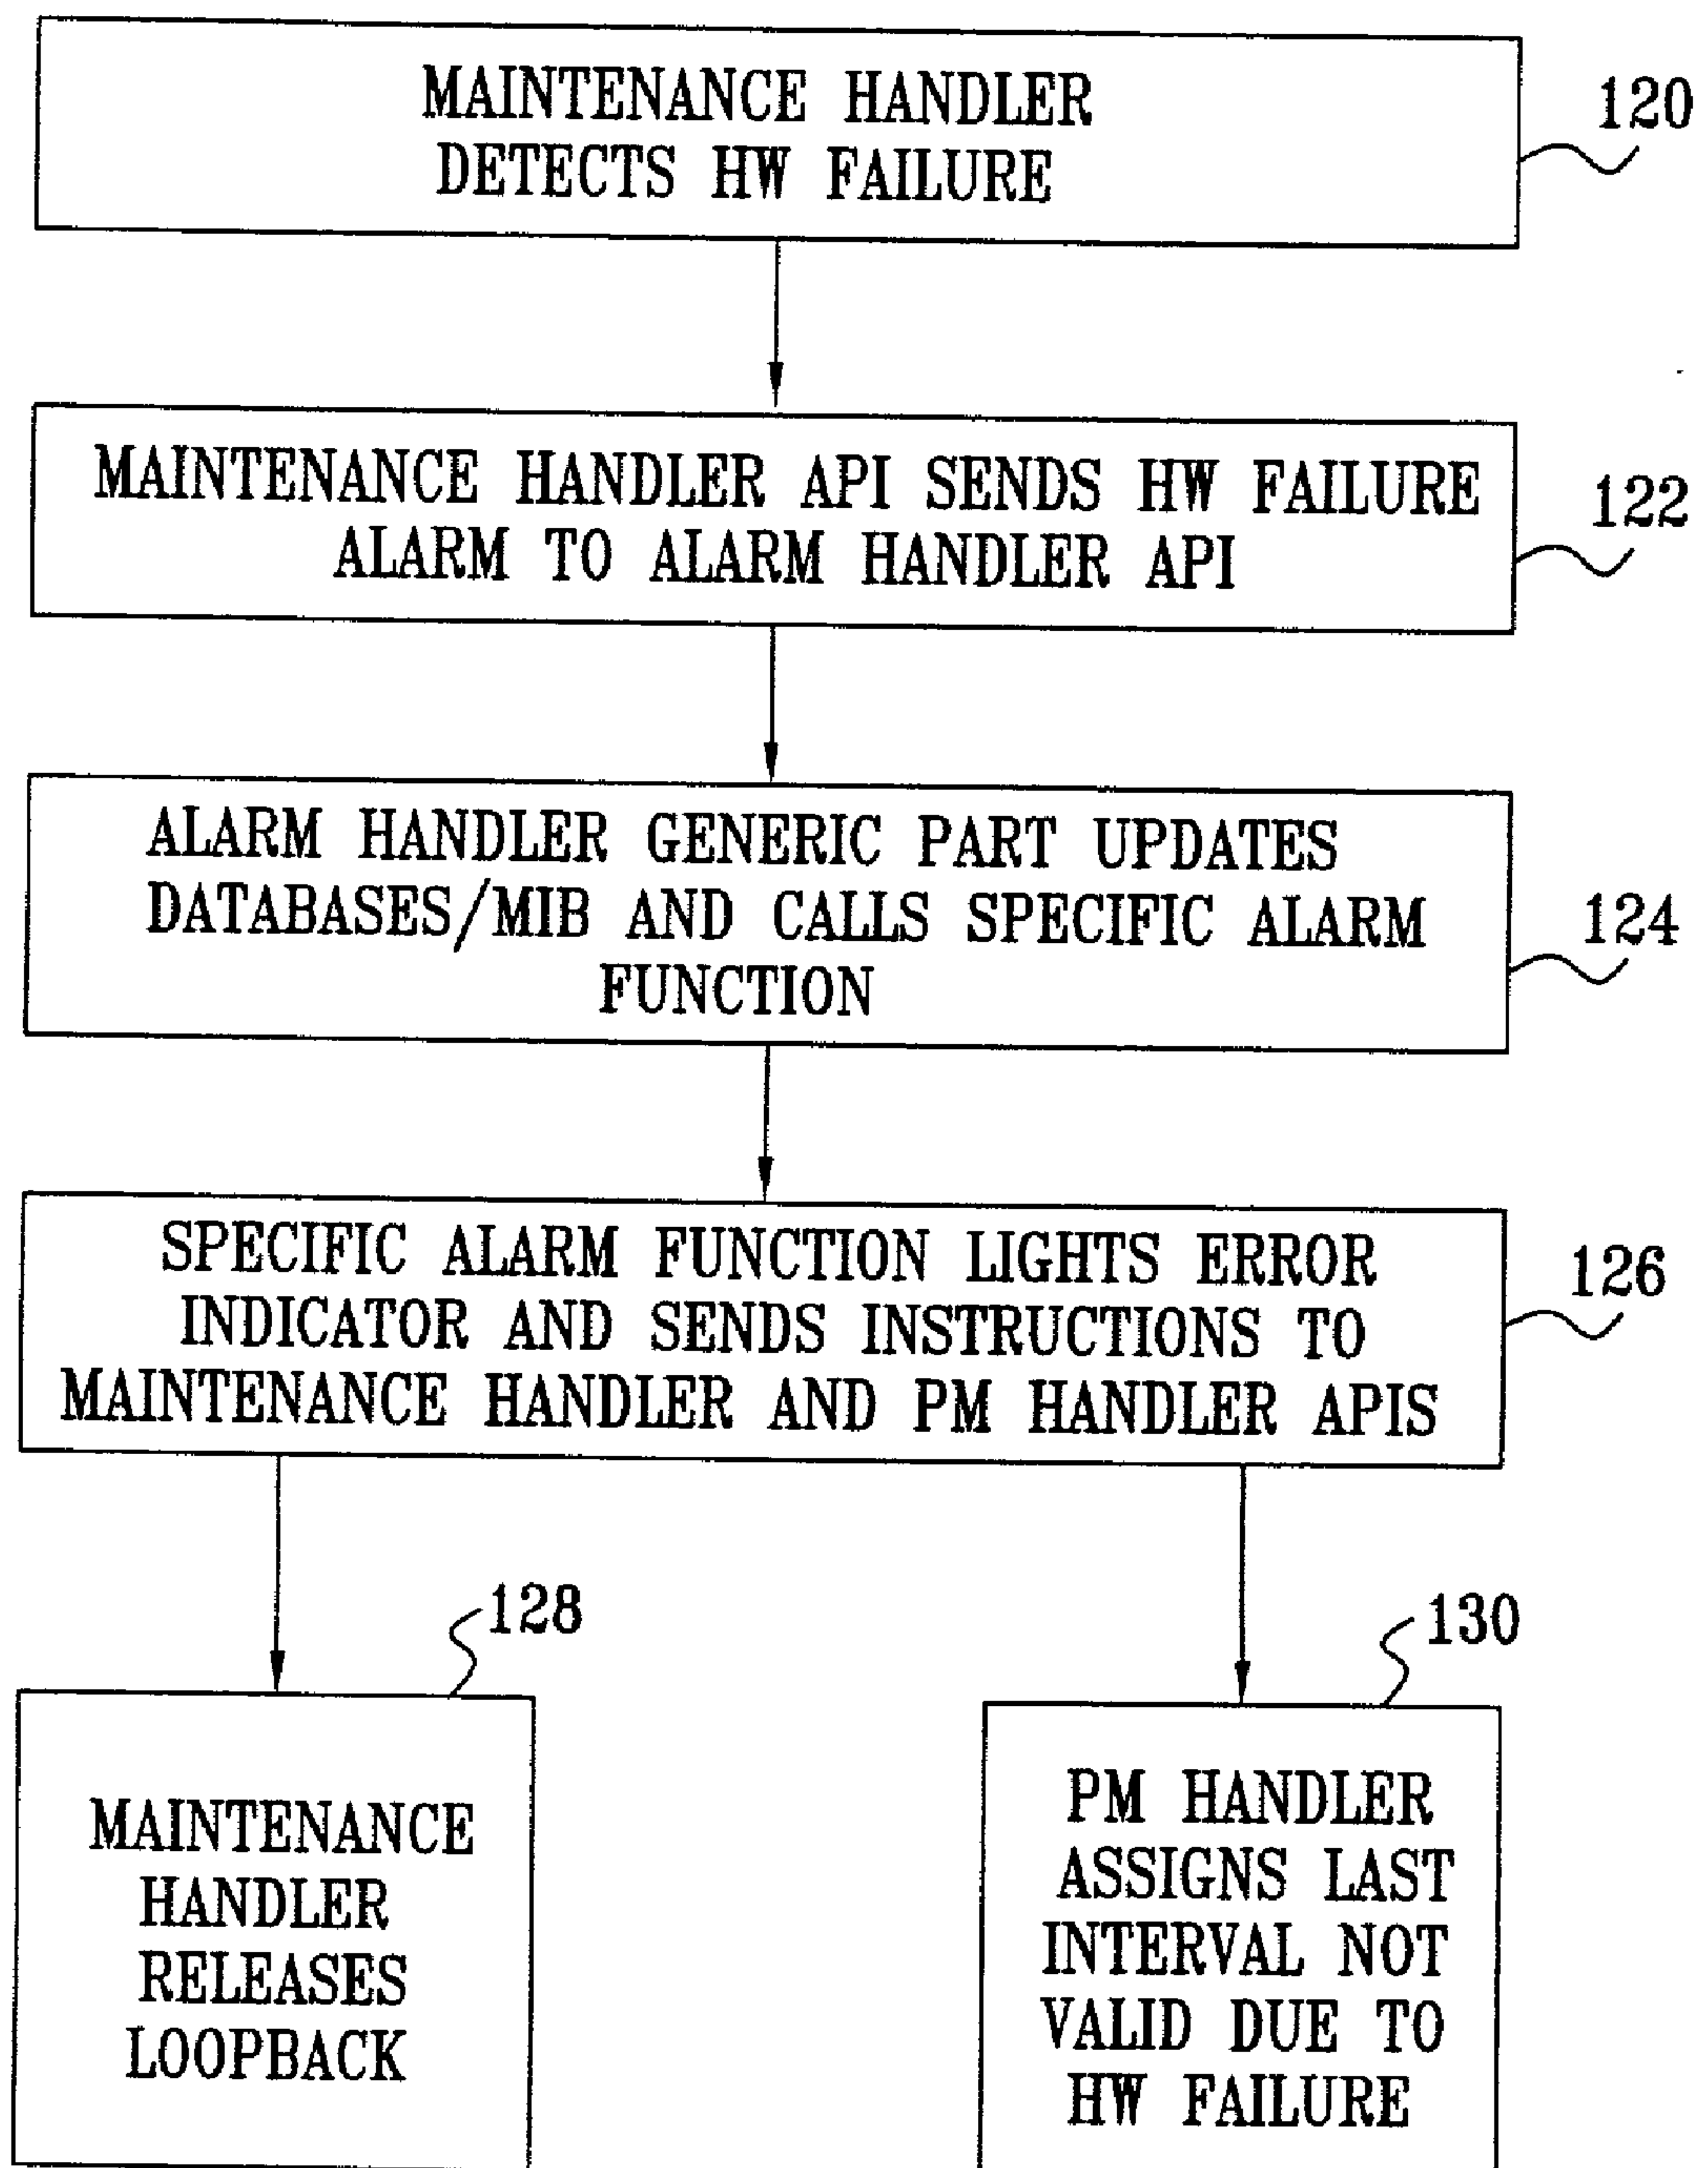 MAINTENANCE HANDLER
DETECTS HW FAILURE
120
MAINTENANCE HANDLER API SENDS HW FAILURE
ALARM TO ALARM HANDLER API
122
ALARM HANDLER GENERIC PART UPDATES
DATABASES/MIB AND CALLS SPECIFIC ALARM
FUNCTION
124
SPECIFIC ALARM FUNCTION LIGHTS ERROR
INDICATOR AND SENDS INSTRUCTIONS TO
MAINTENANCE HANDLER AND PM HANDLER APIS
126
128
MAINTENANCE
HANDLER
RELEASES
LOOPBACK
130
PM HANDLER
ASSIGNS LAST
INTERVAL NOT
VALID DUE TO
HW FAILURE